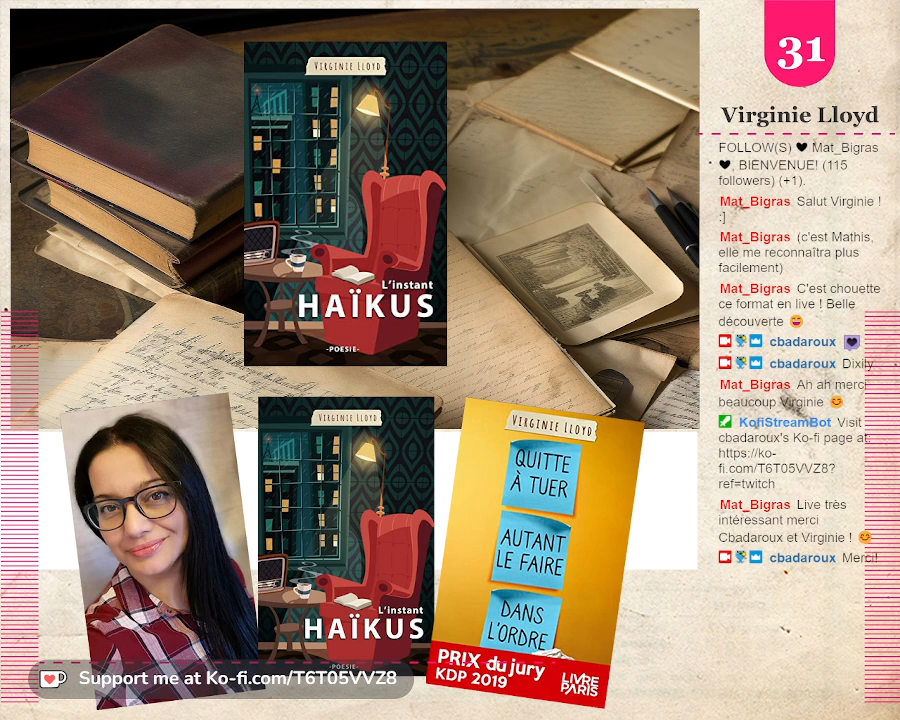 31
Virginie Lloyd
FOLLOW(S) ♥ Mat_Bigras
♥, BIENVENUE! (115
followers) (+1).
Mat_Bigras Salut Virginie !
:]
Mat_Bigras (c'est Mathis,
elle me reconnaîtra plus
facilement)
Mat_Bigras C'est chouette
ce format en live ! Belle
découverte 😄
cbadaroux
cbadaroux Dixily
Mat_Bigras Ah ah merci
beaucoup Virginie 😊
KofiStreamBot Visit
cbadaroux's Ko-fi page at:
https://ko-
fi.com/T6T05VVZ8?
ref=twitch
Mat_Bigras Live très
intéressant merci
Cbadaroux et Virginie ! 😊
cbadaroux Merci!
VIRGINIE LLOYD
L'instant
HAÏKUS
-POESIE-
VIRGINIE LLOYD
L'instant
HAÏKUS
-POESIE-
VIRGINIE LLOYD
QUITTE
À TUER
AUTANT
LE FAIRE
DANS
L'ORDRE
PR!X du jury
KDP 2019
LIVRE
PARIS
Support me at Ko-fi.com/T6T05VVZ8